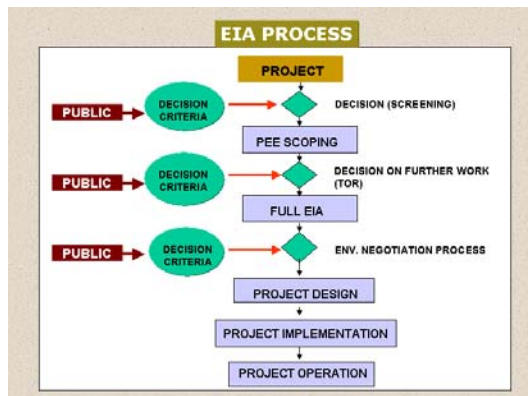 EIA PROCESS
PROJECT
DECISION
CRITERIA
DECISION (SCREENING)
PUBLIC
PEE SCOPING
DECISION
CRITERIA
DECISION ON FURTHER WORK
(TOR)
PUBLIC
FULL EIA
DECISION
CRITERIA
ENV. NEGOTIATION PROCESS
PUBLIC
PROJECT DESIGN
PROJECT IMPLEMENTATION
PROJECT OPERATION